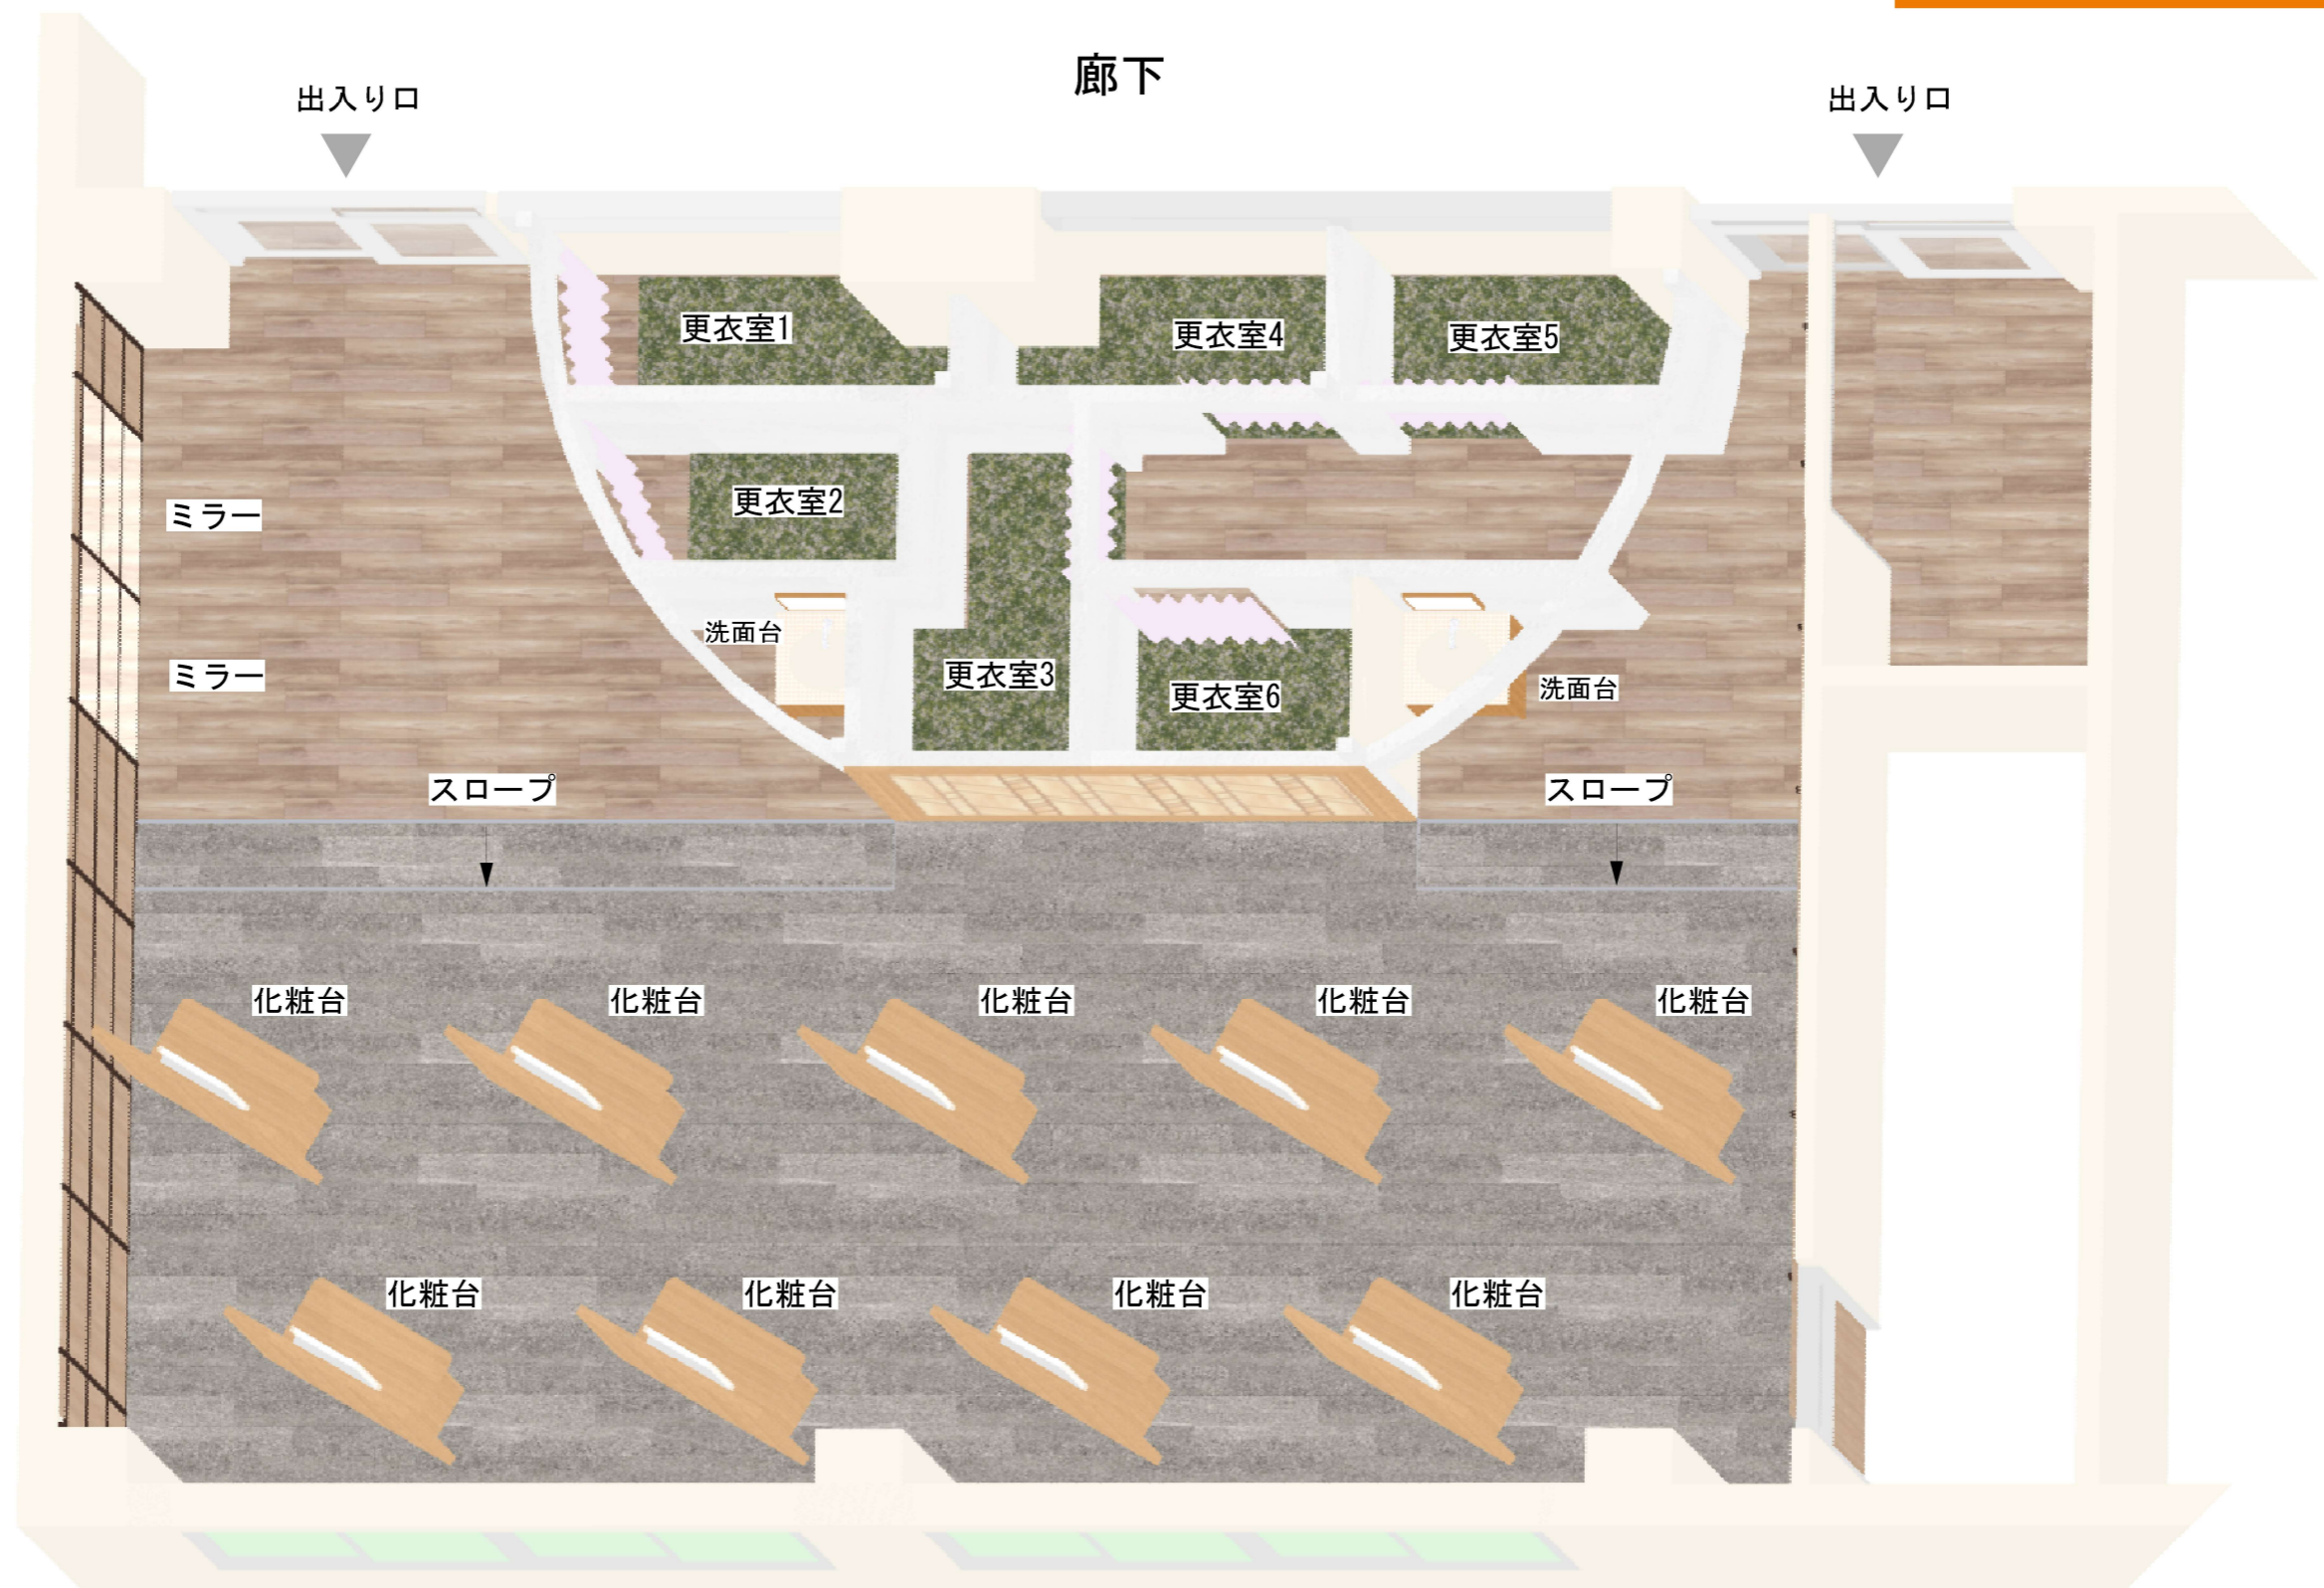 廊下
出入り口
出入り口
更衣室1
更衣室4
更衣室5
ミラー
更衣室2
洗面台
ミラー
更衣室3
更衣室6
洗面台
スロープ
スロープ
化粧台
化粧台
化粧台
化粧台
化粧台
化粧台
化粧台
化粧台
化粧台